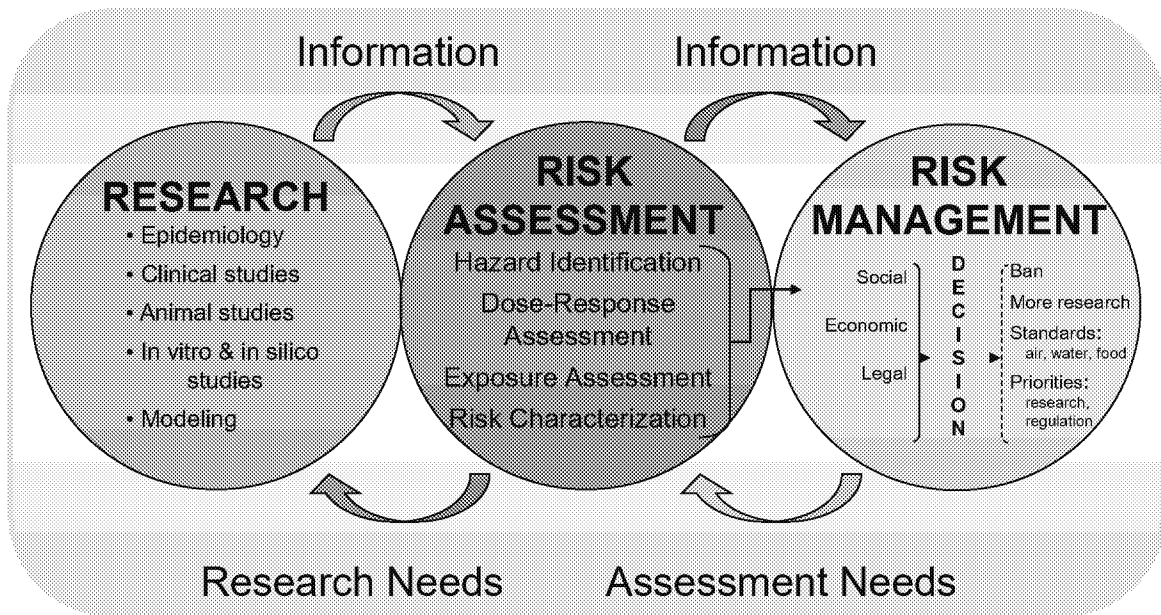 Information
Information
RESEARCH
• Epidemiology
• Clinical studies
• Animal studies
• In vitro & in silico
studies
• Modeling
RISK
ASSESSMENT
Hazard Identification
Dose-Response
Assessment
Exposure Assessment
Risk Characterization
RISK
MANAGEMENT
Social
Economic
Legal
DECISION
Ban
More research
Standards:
air, water, food
Priorities:
research,
regulation
Research Needs
Assessment Needs